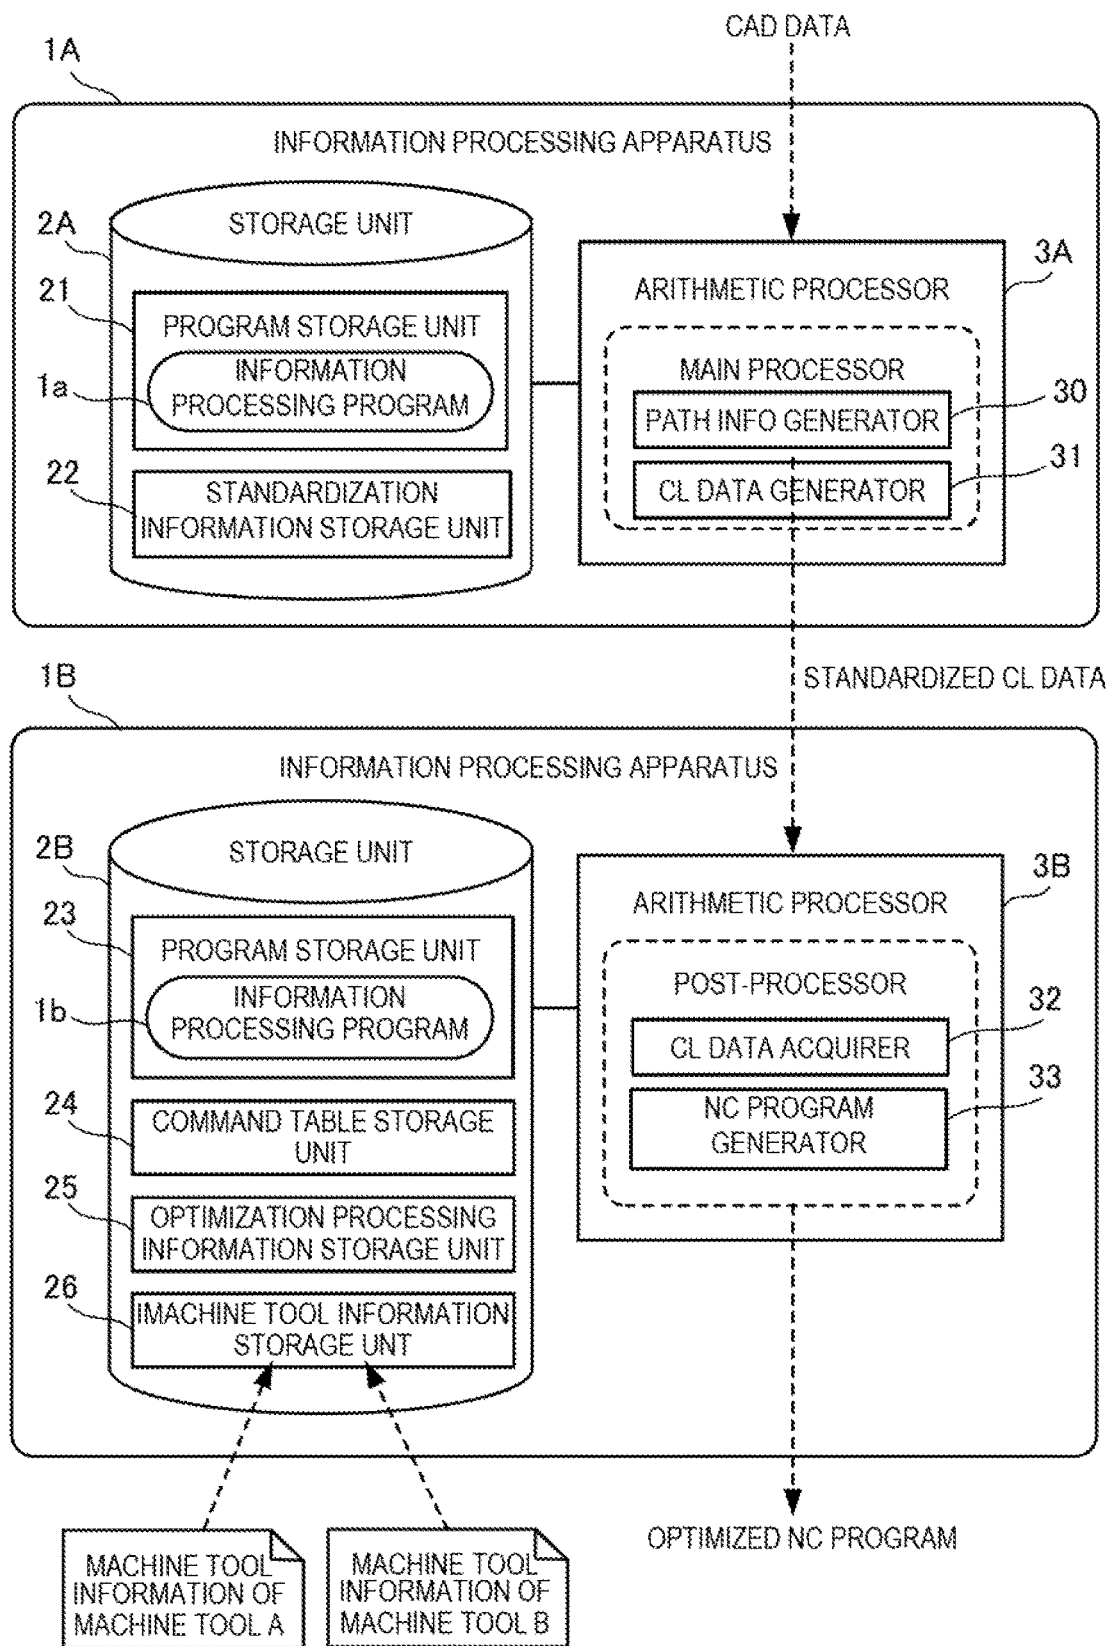 CAD DATA
1A
INFORMATION PROCESSING APPARATUS
2A
STORAGE UNIT
21
PROGRAM STORAGE UNIT
1a
INFORMATION
PROCESSING PROGRAM
22
STANDARDIZATION
INFORMATION STORAGE UNIT
3A
ARITHMETIC PROCESSOR
MAIN PROCESSOR
PATH INFO GENERATOR
30
CL DATA GENERATOR
31
STANDARDIZED CL DATA
1B
INFORMATION PROCESSING APPARATUS
2B
STORAGE UNIT
23
PROGRAM STORAGE UNIT
1b
INFORMATION
PROCESSING PROGRAM
24
COMMAND TABLE STORAGE
UNIT
25
OPTIMIZATION PROCESSING
INFORMATION STORAGE UNIT
26
IMACHINE TOOL INFORMATION
STORAGE UNT
3B
ARITHMETIC PROCESSOR
POST-PROCESSOR
CL DATA ACQUIRER
32
NC PROGRAM
GENERATOR
33
OPTIMIZED NC PROGRAM
MACHINE TOOL
INFORMATION OF
MACHINE TOOL A
MACHINE TOOL
INFORMATION OF
MACHINE TOOL B